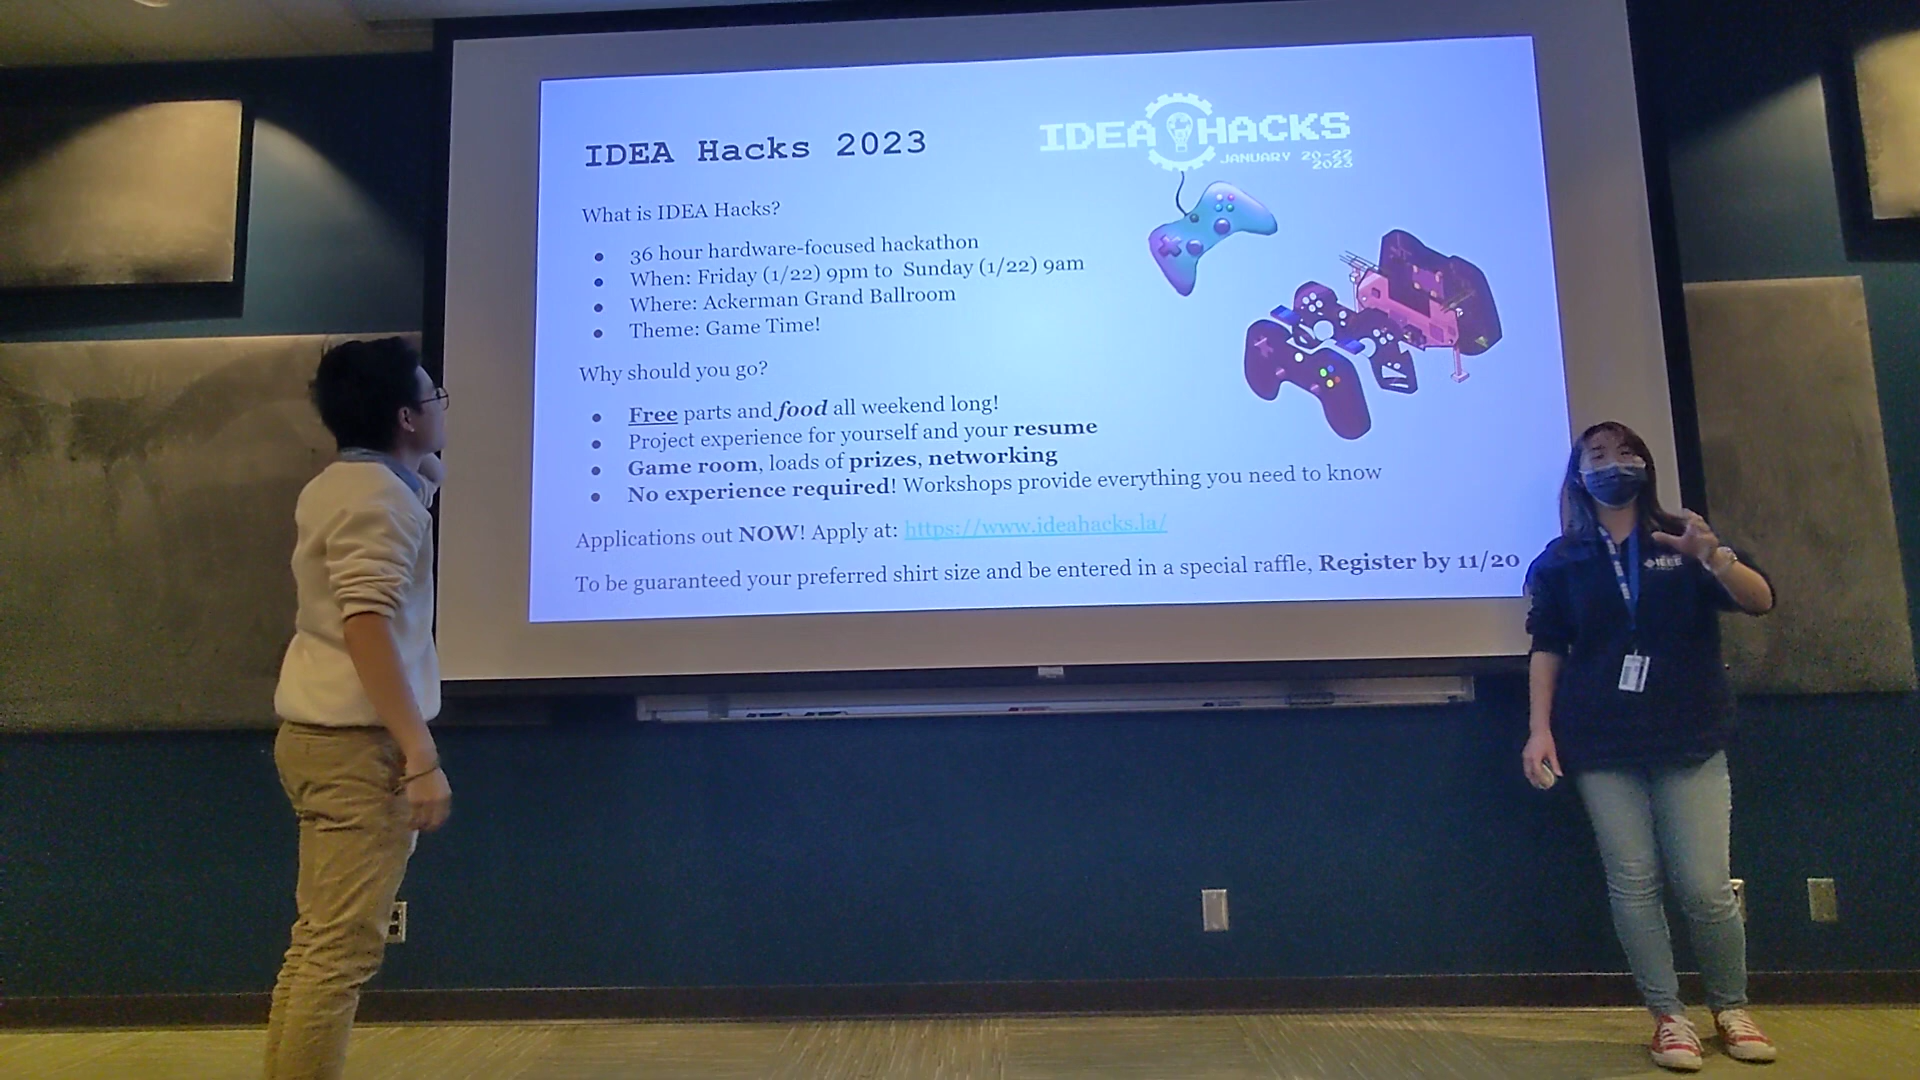 IDEA Hacks 2023
IDEA HACKS
JANUARY 20-22
2023
What is IDEA Hacks?
● 36 hour hardware-focused hackathon
● When: Friday (1/22) 9pm to Sunday (1/22) 9am
● Where: Ackerman Grand Ballroom
● Theme: Game Time!
Why should you go?
● Free parts and food all weekend long!
● Project experience for yourself and your resume
● Game room, loads of prizes, networking
● No experience required! Workshops provide everything you need to know
Applications out NOW! Apply at: https://www.ideahacks.la/
To be guaranteed your preferred shirt size and be entered in a special raffle, Register by 11/20
IEEE